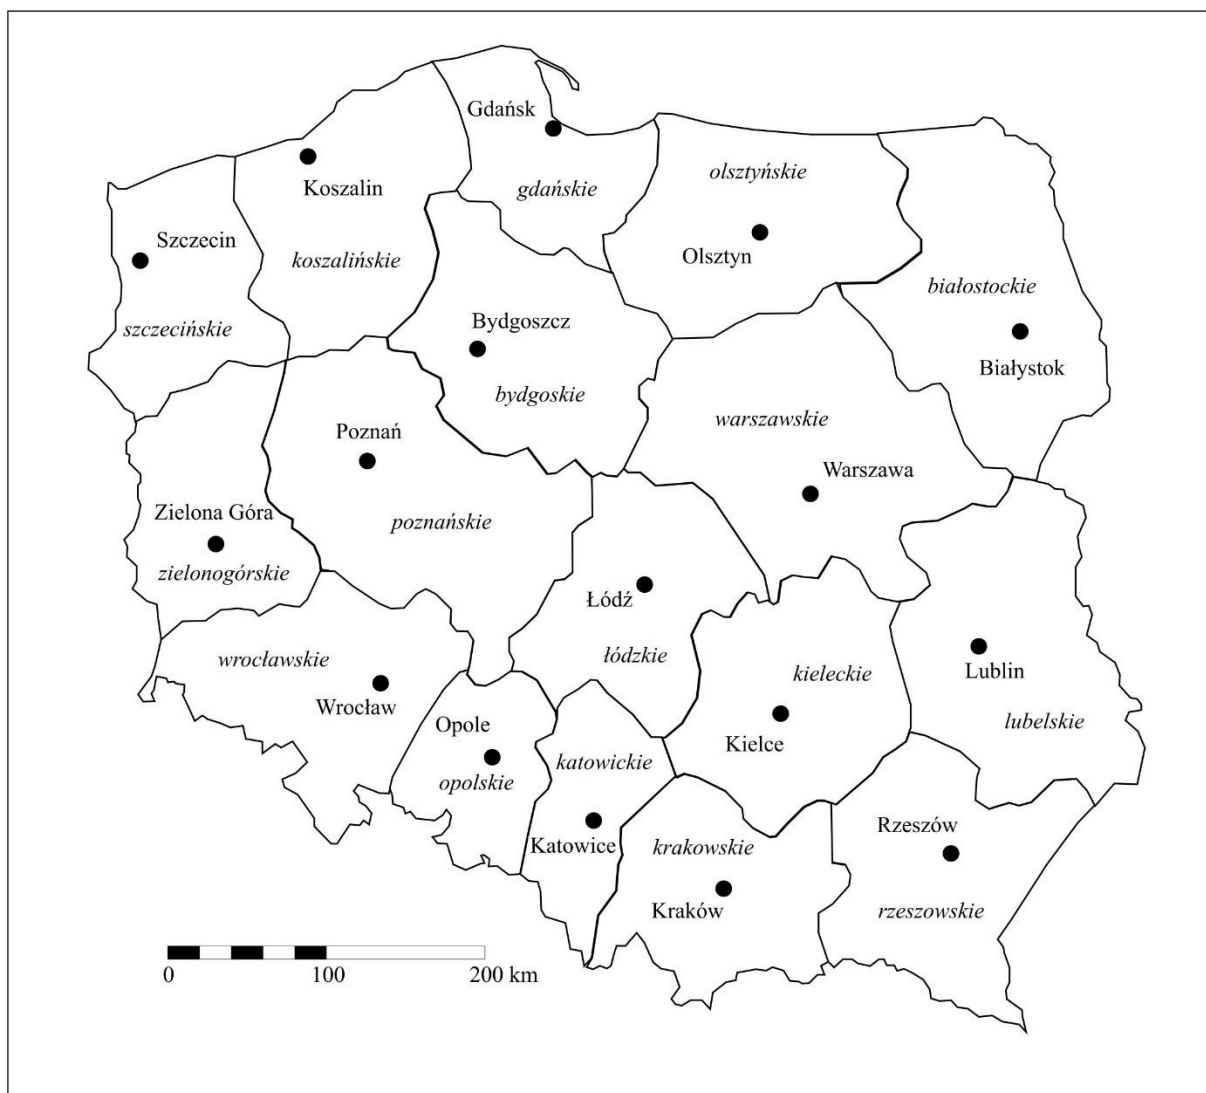 Gdańsk
gdańskie
Koszalin
koszalińskie
olsztyńskie
Olsztyn
Szczecin
szczecińskie
białostockie
Białystok
Bydgoszcz
bydgoskie
warszawskie
Warszawa
Poznań
poznańskie
Zielona Góra
zielonogórskie
Łódź
łódzkie
wrocławskie
Wrocław
kieleckie
Kielce
Lublin
lubelskie
Opole
opolskie
katowickie
Katowice
krakowskie
Kraków
Rzeszów
rzeszowskie
0 100 200 km